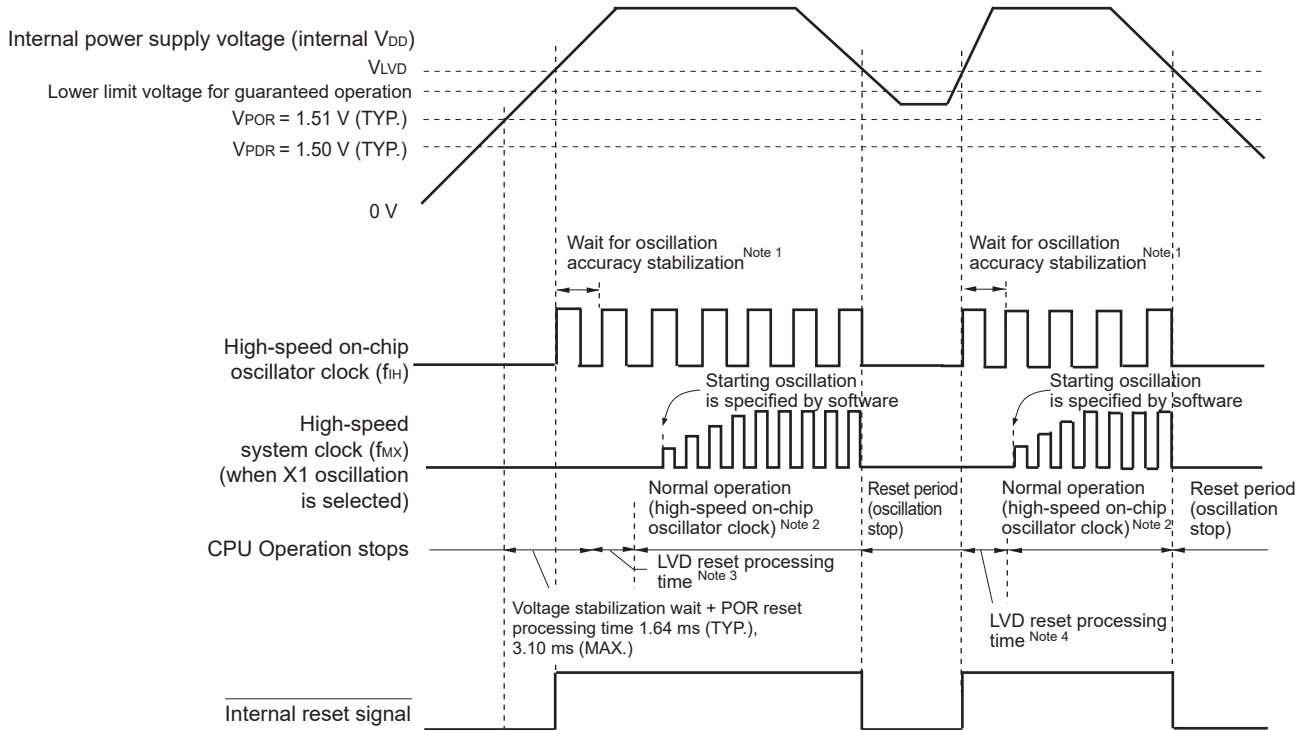 Internal power supply voltage (internal VDD)
VLVD
Lower limit voltage for guaranteed operation
VPOR = 1.51 V (TYP.)
VPDR = 1.50 V (TYP.)
0 V
Wait for oscillation
accuracy stabilization Note 1
Wait for oscillation
accuracy stabilization Note 1
High-speed on-chip
oscillator clock (fIH)
Starting oscillation
is specified by software
Starting oscillation
is specified by software
High-speed
system clock (fMX)
(when X1 oscillation
is selected)
Normal operation
(high-speed on-chip
oscillator clock) Note 2
Reset period
(oscillation
stop)
Normal operation
(high-speed on-chip
oscillator clock) Note 2
Reset period
(oscillation
stop)
CPU Operation stops
LVD reset processing
time Note 3
Voltage stabilization wait + POR reset
processing time 1.64 ms (TYP.),
3.10 ms (MAX.)
LVD reset processing
time Note 4
Internal reset signal